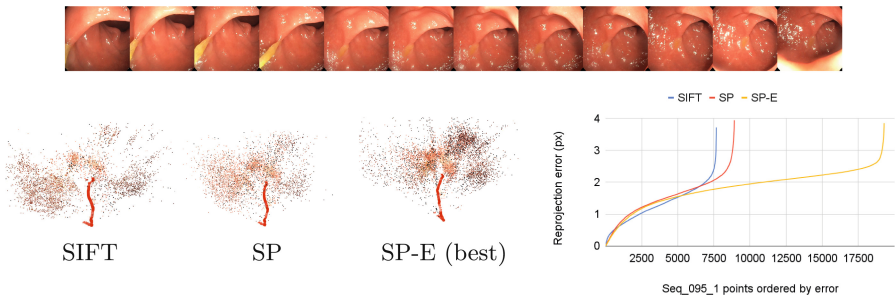 SIFT
SP
SP-E (best)
SIFT SP SP-E
Reprojection error (px)
4
3
2
1
0
2500 5000 7500 10000 12500 15000 17500
Seq_095_1 points ordered by error